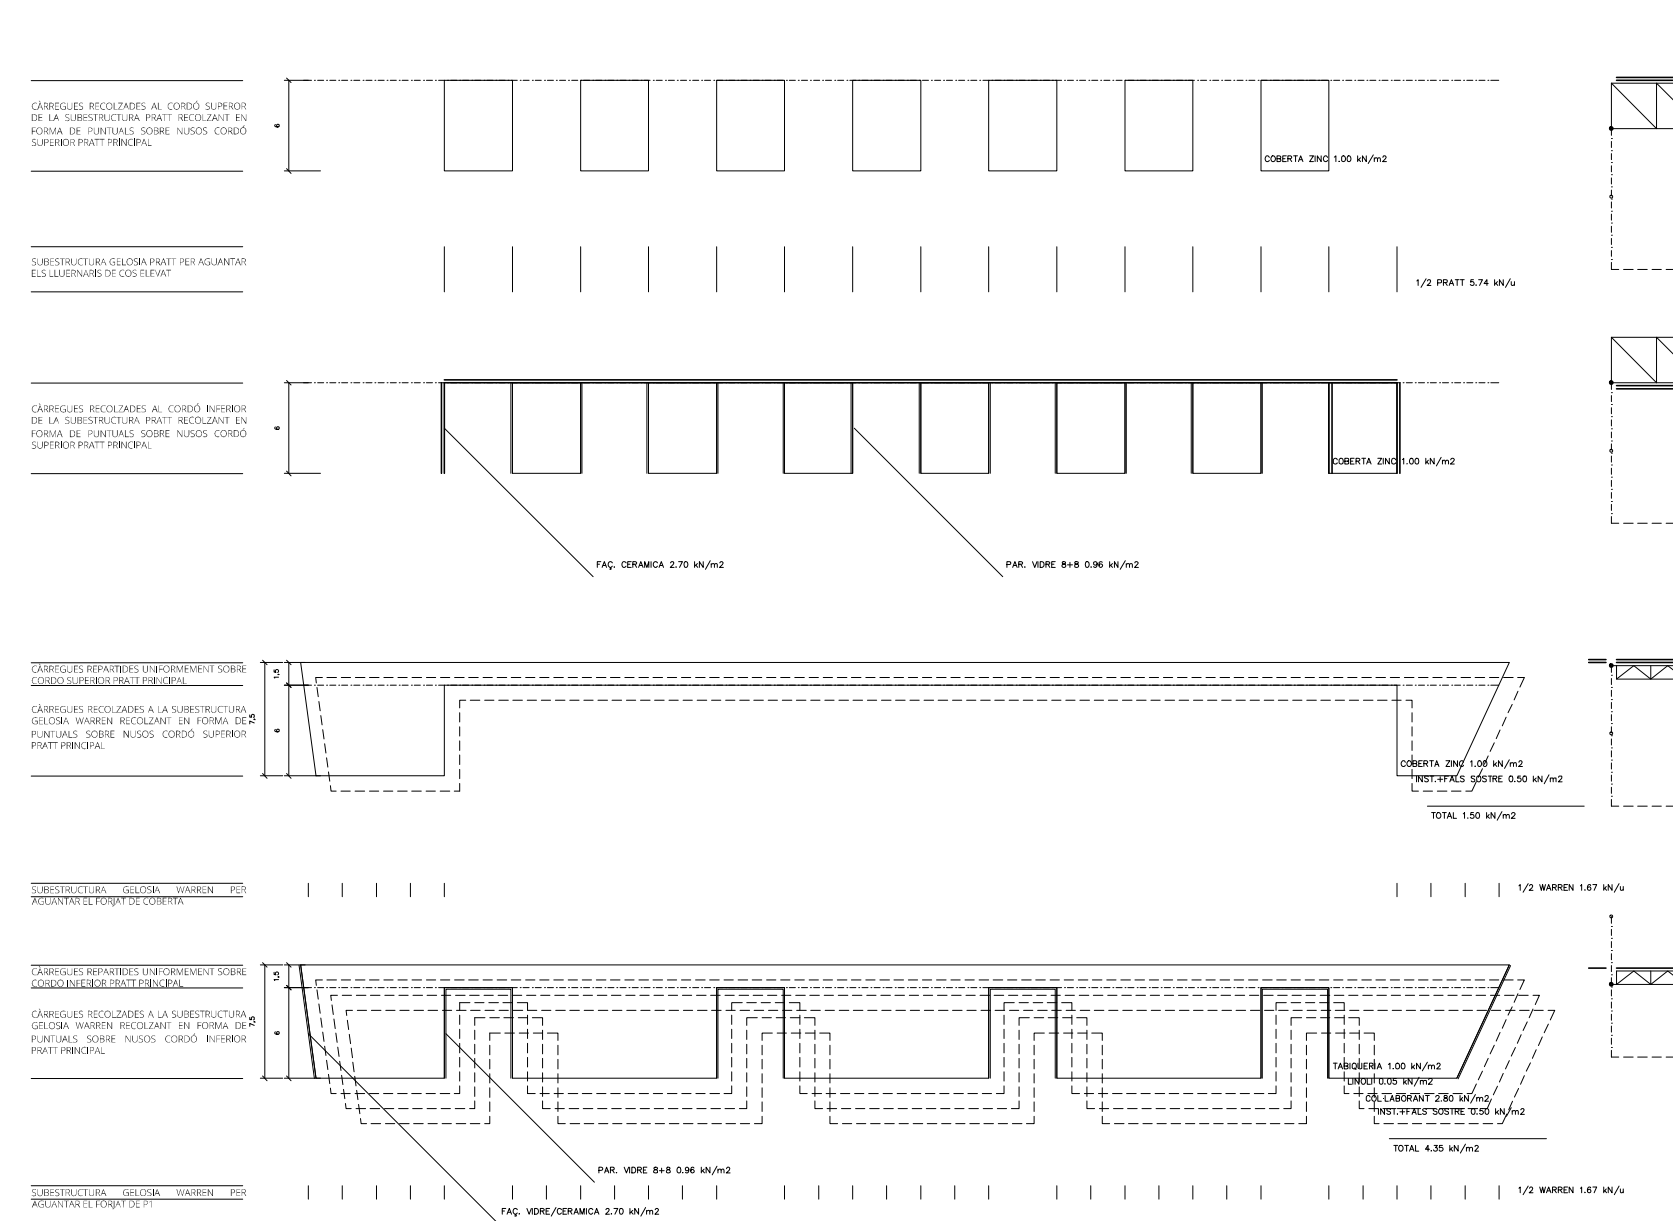 CÀRREGUES RECOLZADES AL CORDÓ SUPEROR
DE LA SUBESTRUCTURA PRATT RECOLZANT EN
FORMA DE PUNTUALS SOBRE NUSOS CORDÓ
SUPERIOR PRATT PRINCIPAL
6
COBERTA ZINC 1.00 kN/m2
SUBESTRUCTURA GELOSIA PRATT PER AGUANTAR
ELS LLUERNARIS DE COS ELEVAT
1/2 PRATT 5.74 kN/u
CÀRREGUES RECOLZADES AL CORDÓ INFERIOR
DE LA SUBESTRUCTURA PRATT RECOLZANT EN
FORMA DE PUNTUALS SOBRE NUSOS CORDÓ
SUPERIOR PRATT PRINCIPAL
6
COBERTA ZINC 1.00 kN/m2
FAÇ. CERAMICA 2.70 kN/m2
PAR. VIDRE 8+8 0.96 kN/m2
CÀRREGUES REPARTIDES UNIFORMEMENT SOBRE
CORDO SUPERIOR PRATT PRINCIPAL
1,5
CÀRREGUES RECOLZADES A LA SUBESTRUCTURA
GELOSIA WARREN RECOLZANT EN FORMA DE
PUNTUALS SOBRE NUSOS CORDÓ SUPERIOR
PRATT PRINCIPAL
7,5
6
COBERTA ZINC 1.00 kN/m2
INST.+FALS SOSTRE 0.50 kN/m2
TOTAL 1.50 kN/m2
SUBESTRUCTURA GELOSIA WARREN PER
AGUANTAR EL FORJAT DE COBERTA
1/2 WARREN 1.67 kN/u
CÀRREGUES REPARTIDES UNIFORMEMENT SOBRE
CORDO INFERIOR PRATT PRINCIPAL
1,5
CÀRREGUES RECOLZADES A LA SUBESTRUCTURA
GELOSIA WARREN RECOLZANT EN FORMA DE
PUNTUALS SOBRE NUSOS CORDÓ INFERIOR
PRATT PRINCIPAL
7,5
6
TABIQUERIA 1.00 kN/m2
LINOLI 0.05 kN/m2
COL·LABORANT 2.80 kN/m2
INST.+FALS SOSTRE 0.50 kN/m2
TOTAL 4.35 kN/m2
PAR. VIDRE 8+8 0.96 kN/m2
SUBESTRUCTURA GELOSIA WARREN PER
AGUANTAR EL FORJAT DE P1
1/2 WARREN 1.67 kN/u
FAÇ. VIDRE/CERAMICA 2.70 kN/m2